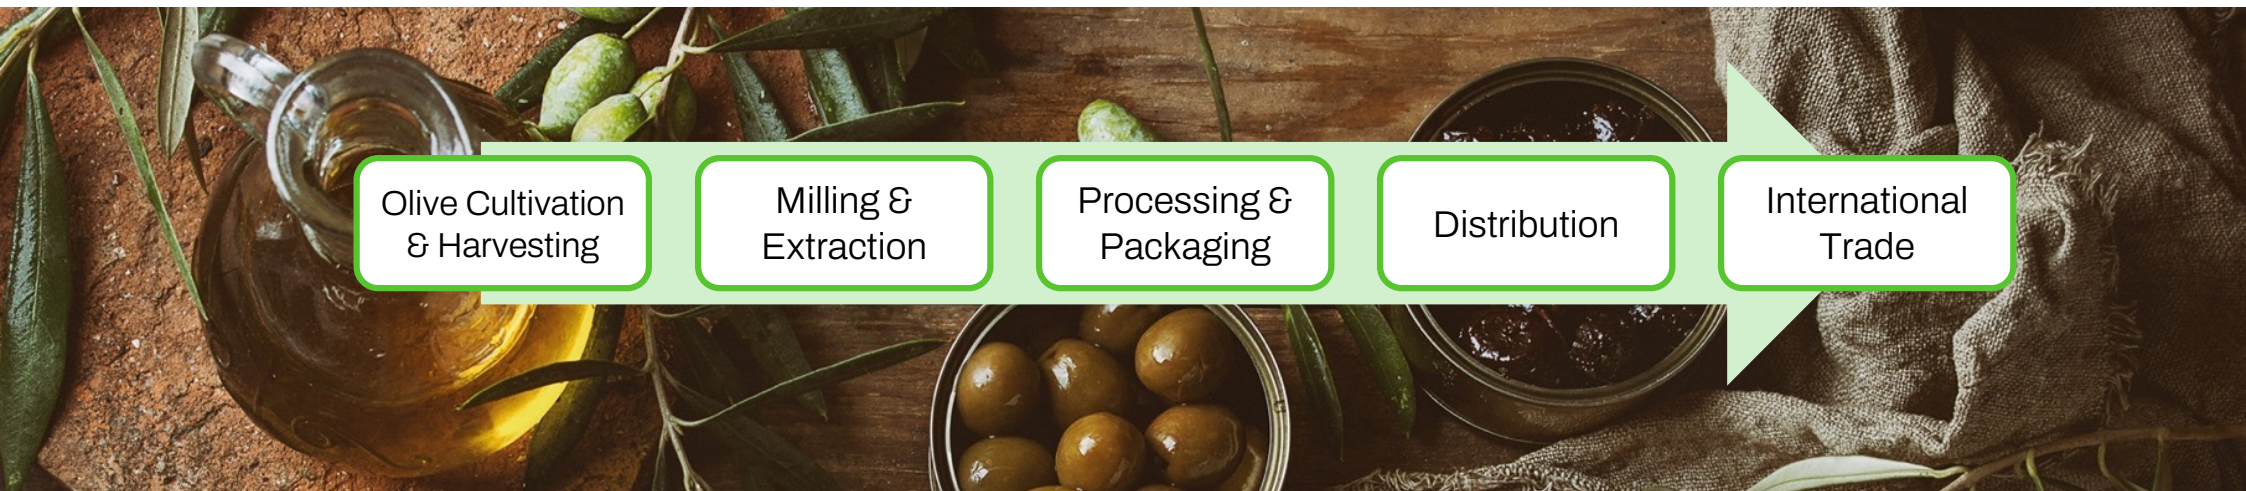 Olive Cultivation
& Harvesting
Milling &
Extraction
Processing &
Packaging
Distribution
International
Trade